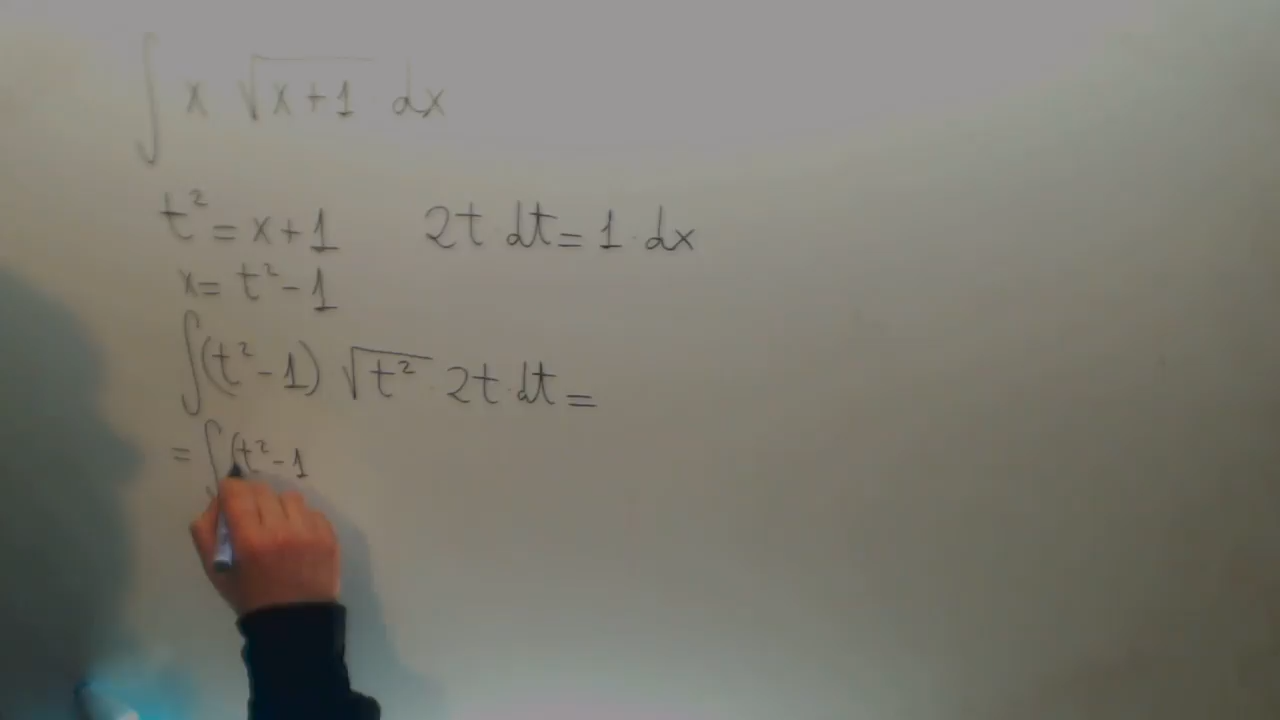 ∫ x √(x+1) dx
t² = x+1 2t dt = 1·dx
x = t²-1
∫(t²-1) √(t²)·2t·dt =
= ∫(t²-1